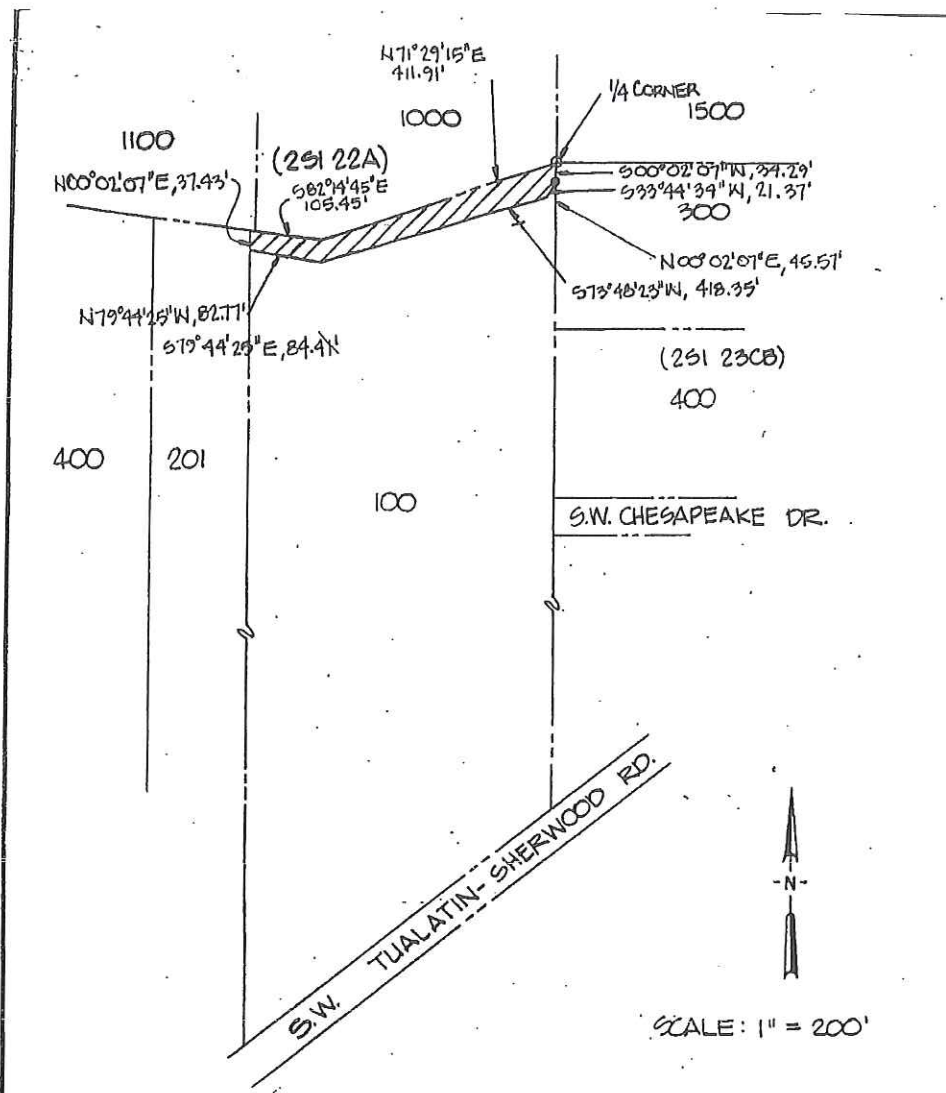 N71°29'15"E
411.91'
1/4 CORNER
1500
1000
1100
(2S1 22A)
S82°14'45"E
105.45'
N00°02'07"E, 37.43'
S00°02'07"W, 34.29'
S33°44'39"W, 21.37'
300
N00°02'07"E, 45.57'
S73°48'23"W, 418.35'
N79°44'25"W, 82.77'
S79°44'25"E, 84.41'
(2S1 23CB)
400
400
201
100
S.W. CHESAPEAKE DR.
S.W. TUALATIN-SHERWOOD RD.
-N-
SCALE: 1" = 200'